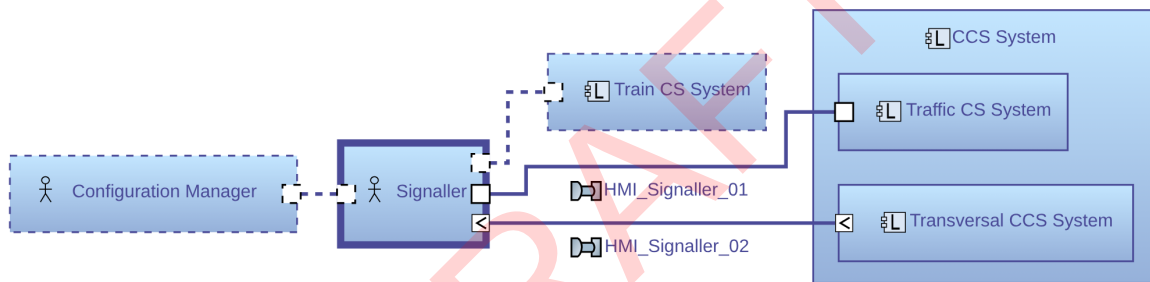 CCS System
Train CS System
Traffic CS System
Configuration Manager
Signaller
HMI_Signaller_01
Transversal CCS System
HMI_Signaller_02